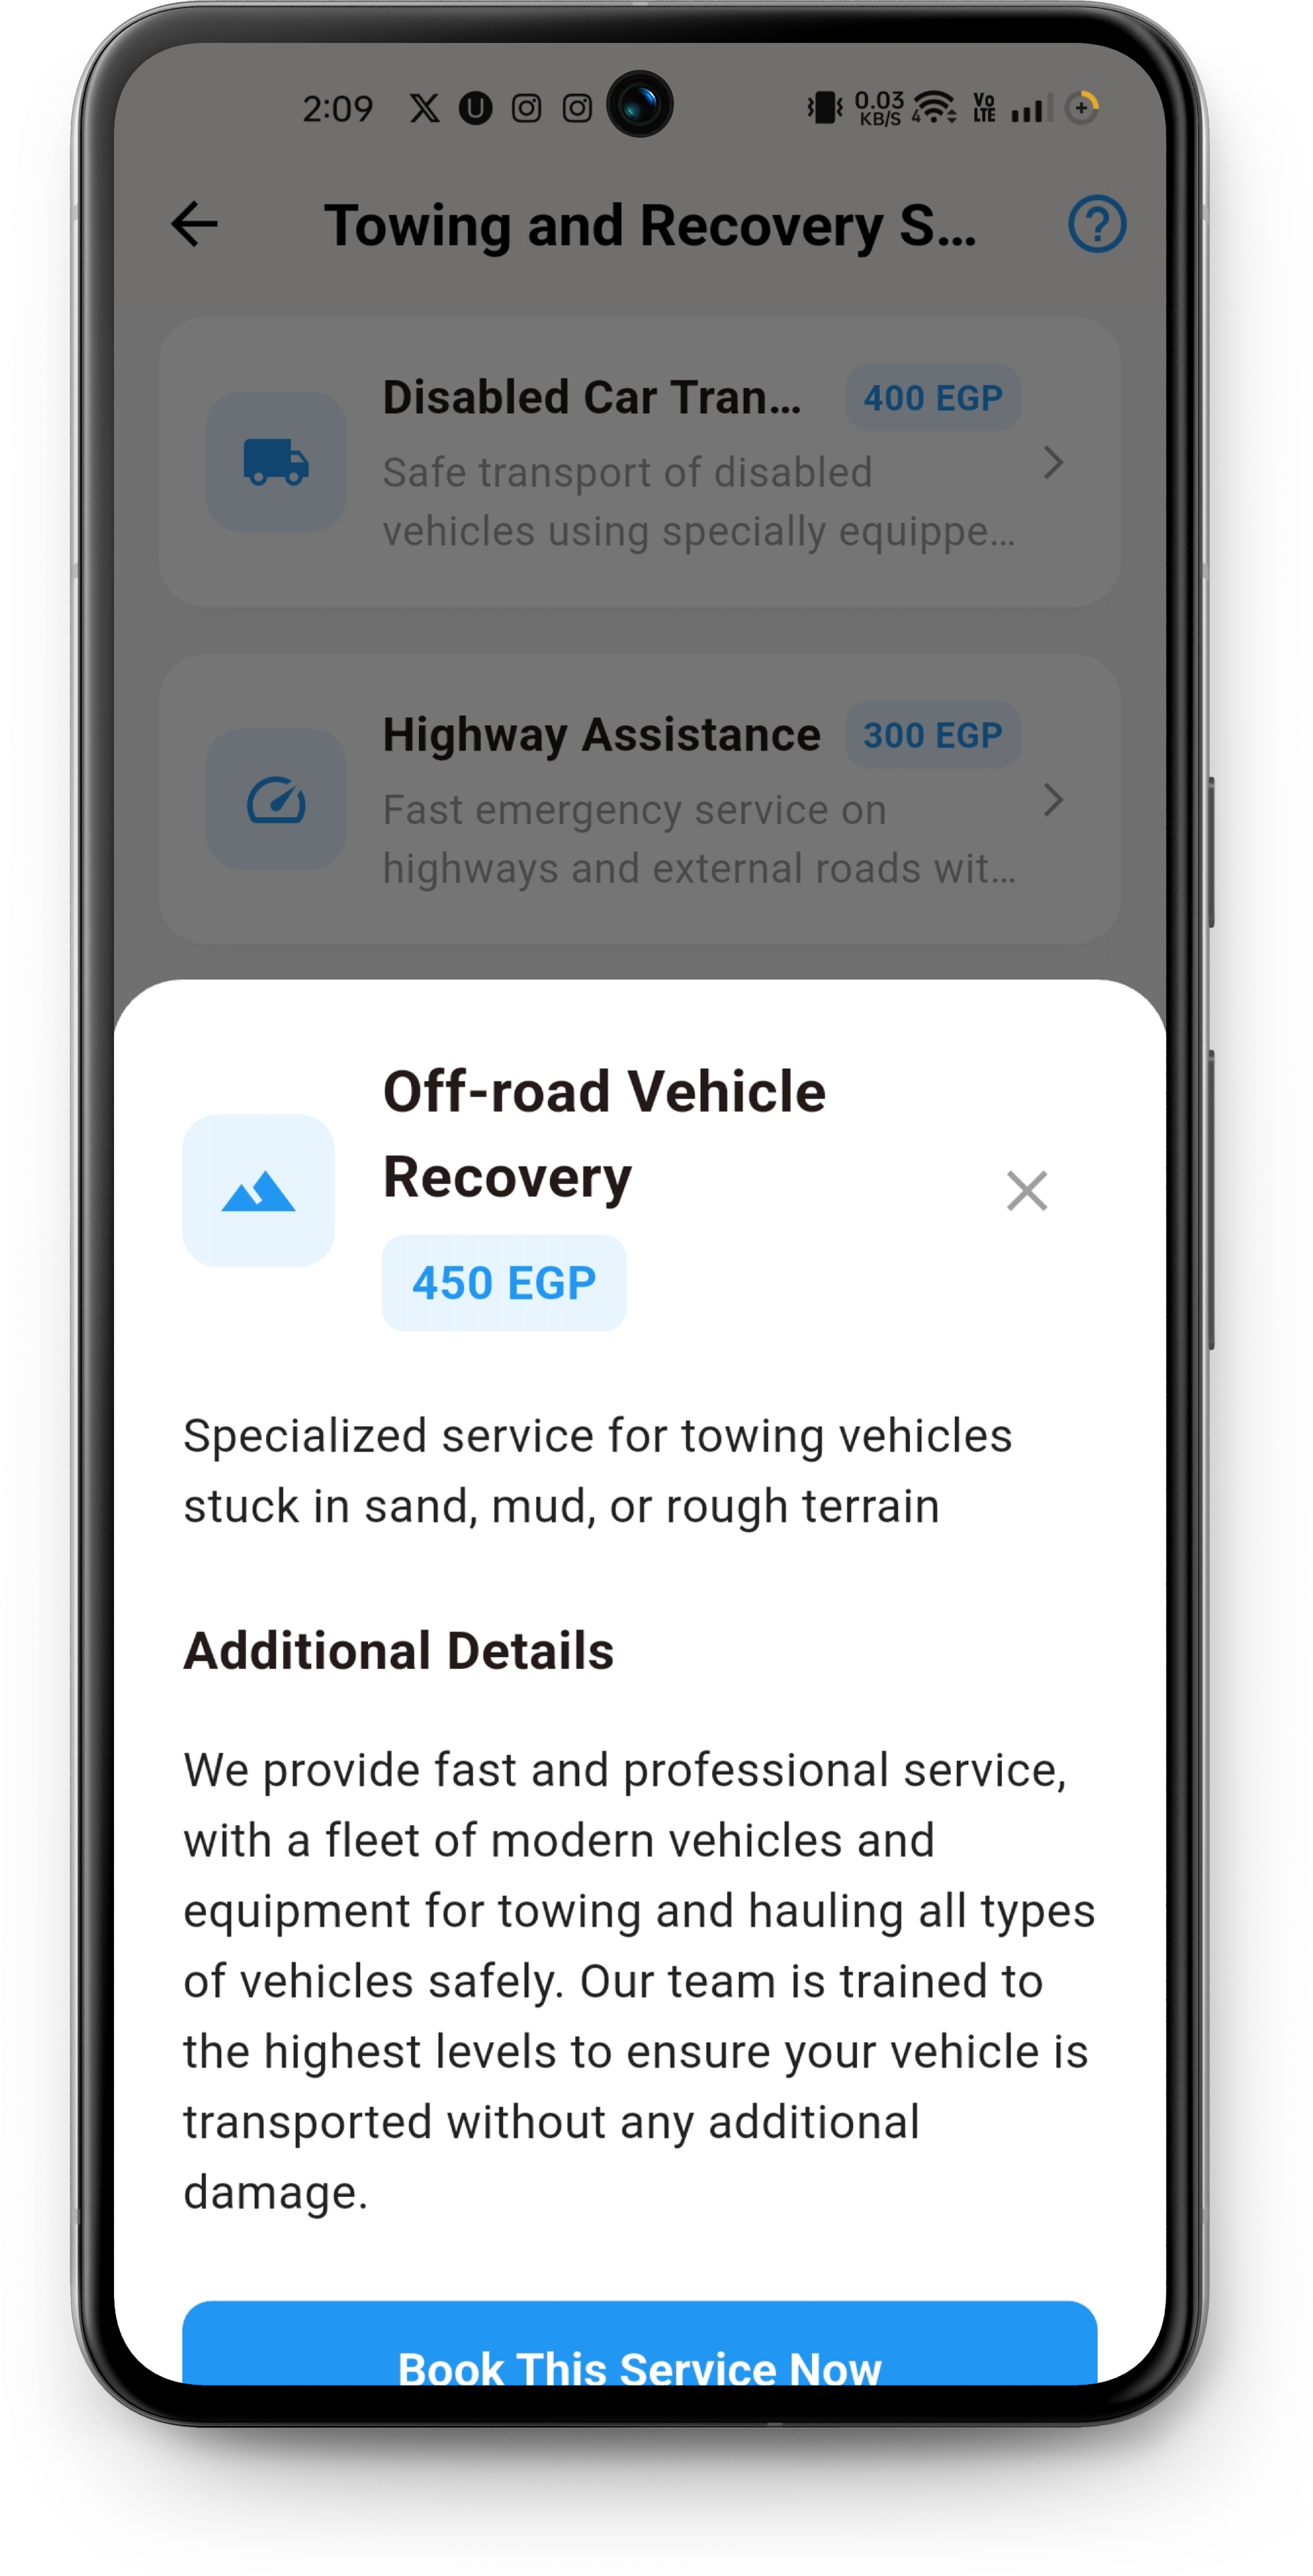 2:09
0.03
KB/S
4
Vo
LTE
Towing and Recovery S...
Disabled Car Tran...
400 EGP
Safe transport of disabled
vehicles using specially equippe...
Highway Assistance
300 EGP
Fast emergency service on
highways and external roads wit...
Off-road Vehicle
Recovery
450 EGP
Specialized service for towing vehicles
stuck in sand, mud, or rough terrain
Additional Details
We provide fast and professional service,
with a fleet of modern vehicles and
equipment for towing and hauling all types
of vehicles safely. Our team is trained to
the highest levels to ensure your vehicle is
transported without any additional
damage.
Book This Service Now